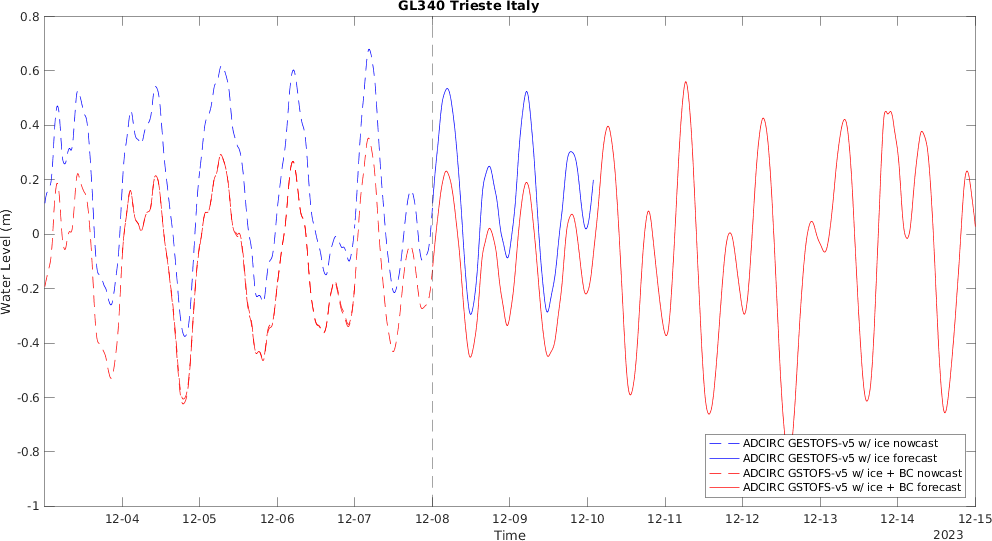 GL340 Trieste Italy
0.8
0.6
0.4
0.2
0
-0.2
-0.4
-0.6
-0.8
-1
Water Level (m)
ADCIRC GESTOFS-v5 w/ ice nowcast
ADCIRC GESTOFS-v5 w/ ice forecast
ADCIRC GSTOFS-v5 w/ ice + BC nowcast
ADCIRC GSTOFS-v5 w/ ice + BC forecast
12-04 12-05 12-06 12-07 12-08 12-09 12-10 12-11 12-12 12-13 12-14 12-15
Time
2023